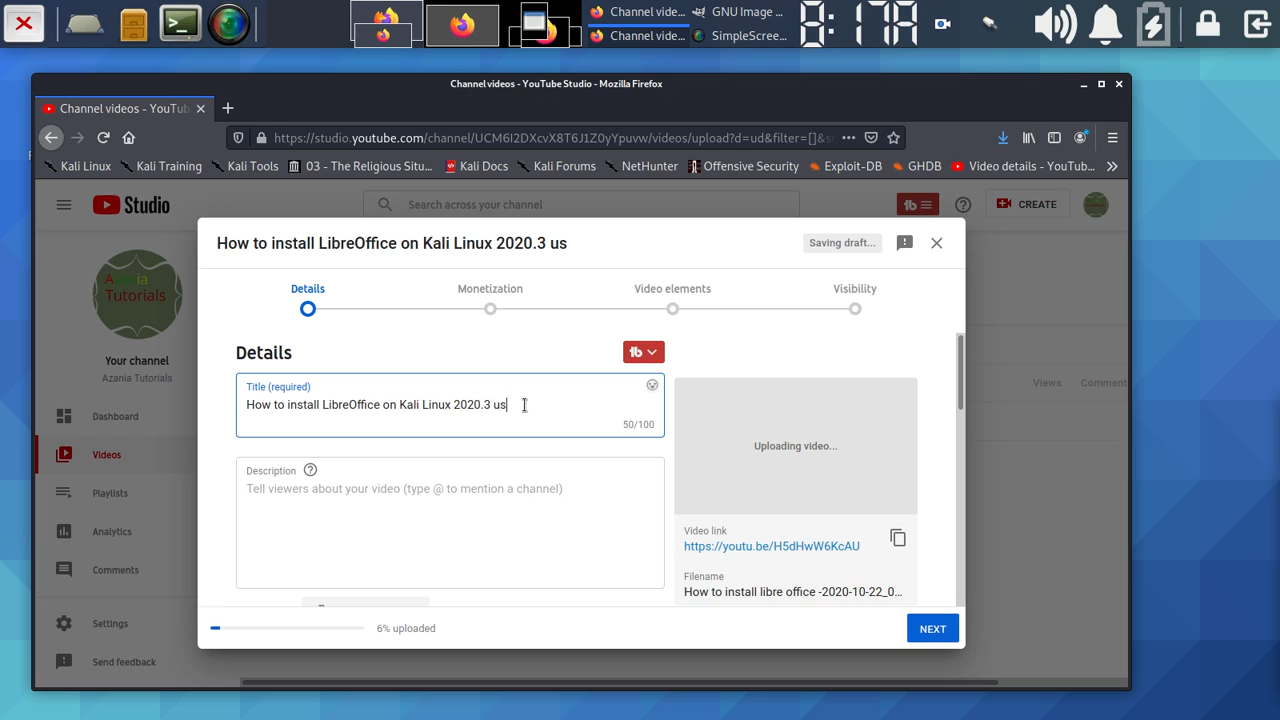 Channel vide...
GNU Image ...
Channel vide...
SimpleScree...
8:17A
Channel videos - YouTube Studio - Mozilla Firefox
Channel videos - YouTub
https://studio.youtube.com/channel/UCM6I2DXcvX8T6J1Z0yYpuvw/videos/upload?d=ud&filter=[]&s
Kali Linux
Kali Training
Kali Tools
03 - The Religious Situ...
Kali Docs
Kali Forums
NetHunter
Offensive Security
Exploit-DB
GHDB
Video details - YouTub...
Studio
Search across your channel
CREATE
How to install LibreOffice on Kali Linux 2020.3 us
Saving draft...
Details
Monetization
Video elements
Visibility
Azania
Tutorials
Your channel
Azania Tutorials
Dashboard
Videos
Playlists
Analytics
Comments
Settings
Send feedback
Details
Title (required)
How to install LibreOffice on Kali Linux 2020.3 us
50/100
Description
Tell viewers about your video (type @ to mention a channel)
Uploading video...
Video link
https://youtu.be/H5dHwW6KcAU
Filename
How to install libre office -2020-10-22_0...
Views
Comment
6% uploaded
NEXT